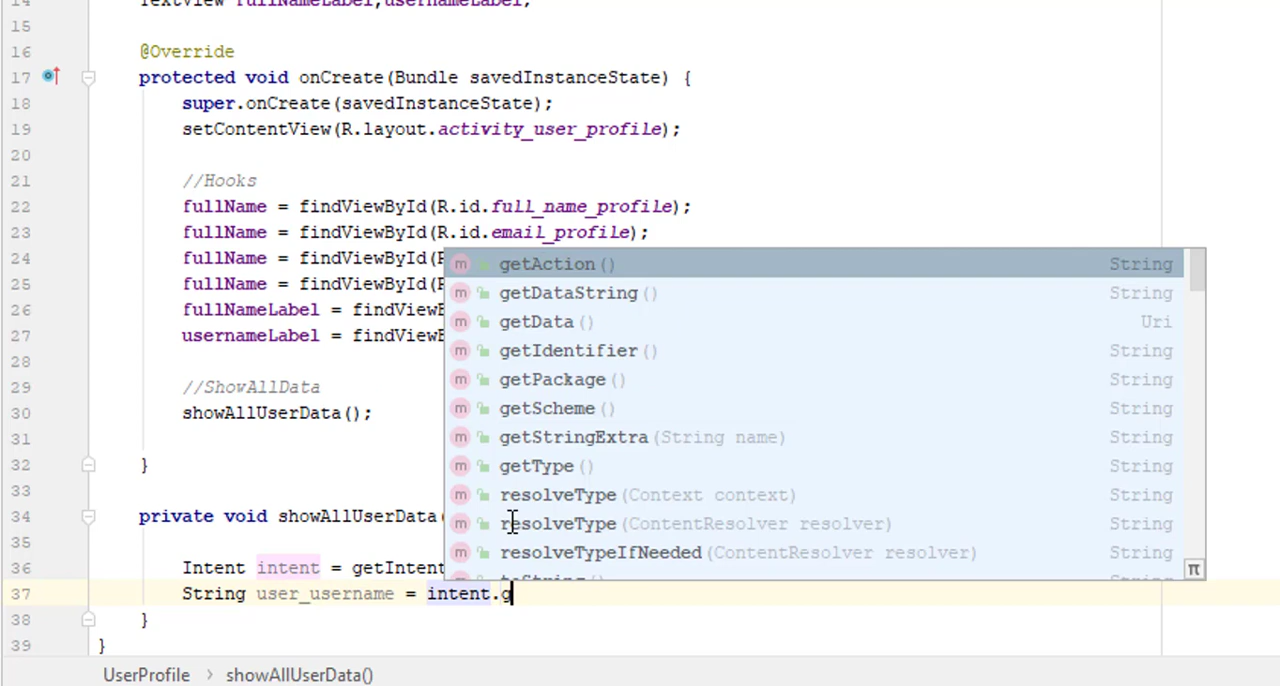 14 TextView fullNameLabel,usernameLabel;
15
16 @Override
17 protected void onCreate(Bundle savedInstanceState) {
18 super.onCreate(savedInstanceState);
19 setContentView(R.layout.activity_user_profile);
20
21 //Hooks
22 fullName = findViewById(R.id.full_name_profile);
23 fullName = findViewById(R.id.email_profile);
24 fullName = findViewById(
25 fullName = findViewById(
26 fullNameLabel = findViewB
27 usernameLabel = findViewB
28
29 //ShowAllData
30 showAllUserData();
31
32 }
33
34 private void showAllUserData(
35
36 Intent intent = getIntent
37 String user_username = intent.g
38 }
39 }
m getAction() String
m getDataString() String
m getData() Uri
m getIdentifier() String
m getPackage() String
m getScheme() String
m getStringExtra(String name) String
m getType() String
m resolveType(Context context) String
m resolveType(ContentResolver resolver) String
m resolveTypeIfNeeded(ContentResolver resolver) String
toString()
π
UserProfile › showAllUserData()